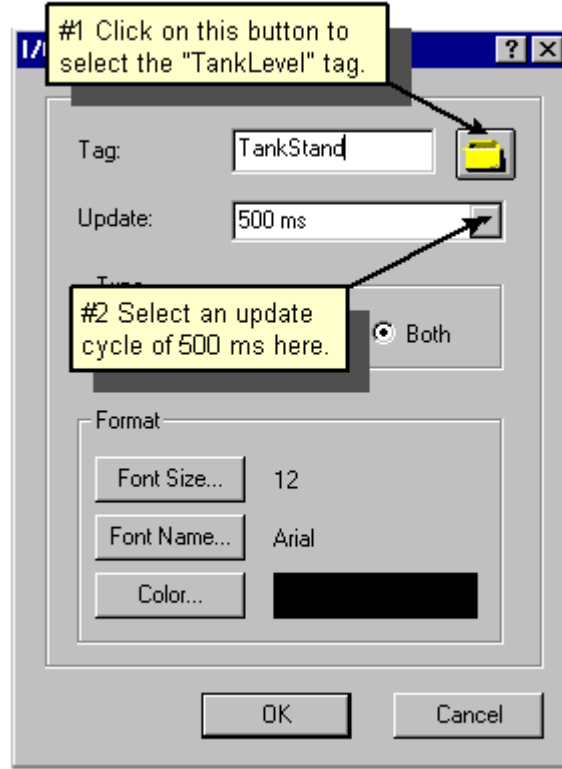 #1 Click on this button to
select the "TankLevel" tag.
I/
? ×
Tag:
TankStand
Update:
500 ms
#2 Select an update
cycle of 500 ms here.
Both
Format
Font Size...
12
Font Name...
Arial
Color...
OK
Cancel